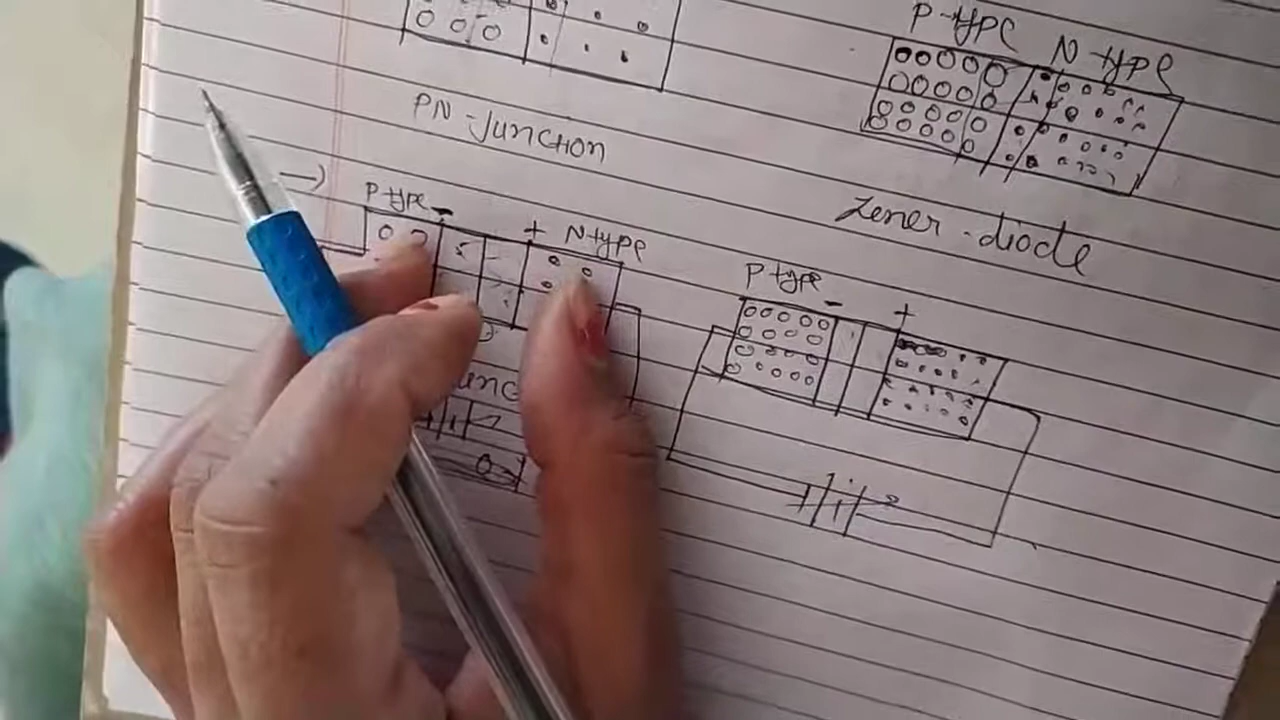 P-type N-type
PN-Junction
Zener-diode
P type - + N type
P type - +